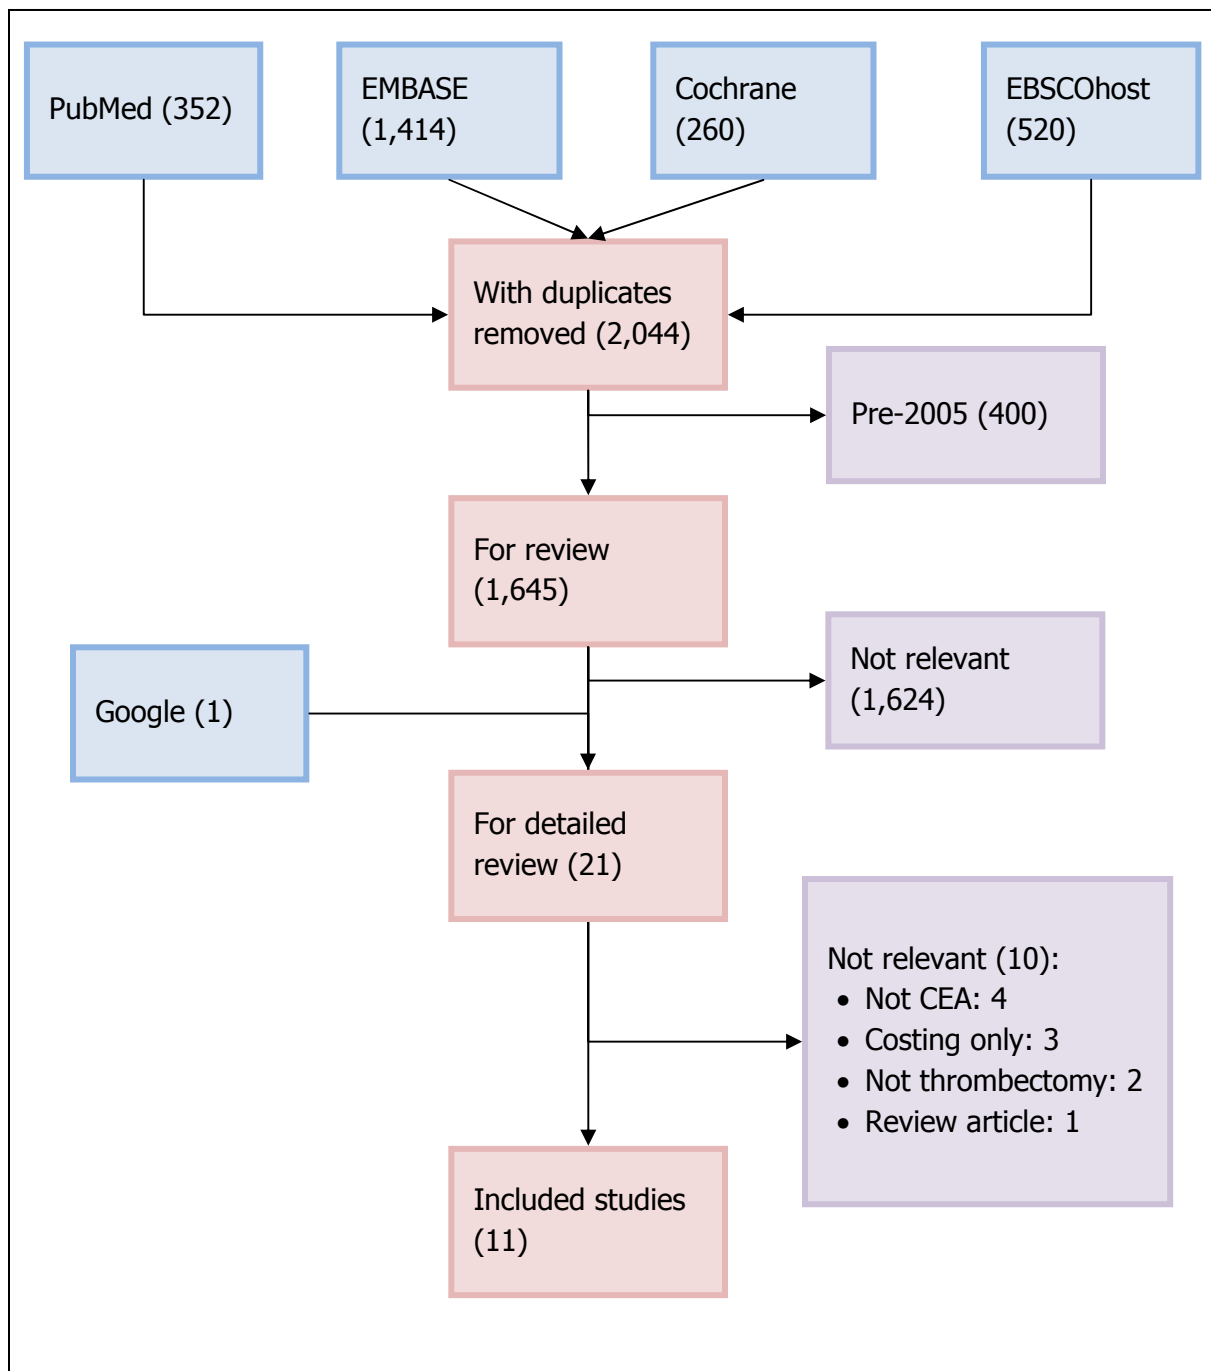 PubMed (352)
EMBASE
(1,414)
Cochrane
(260)
EBSCOhost
(520)
With duplicates
removed (2,044)
Pre-2005 (400)
For review
(1,645)
Not relevant
(1,624)
Google (1)
For detailed
review (21)
Not relevant (10):
• Not CEA: 4
• Costing only: 3
• Not thrombectomy: 2
• Review article: 1
Included studies
(11)